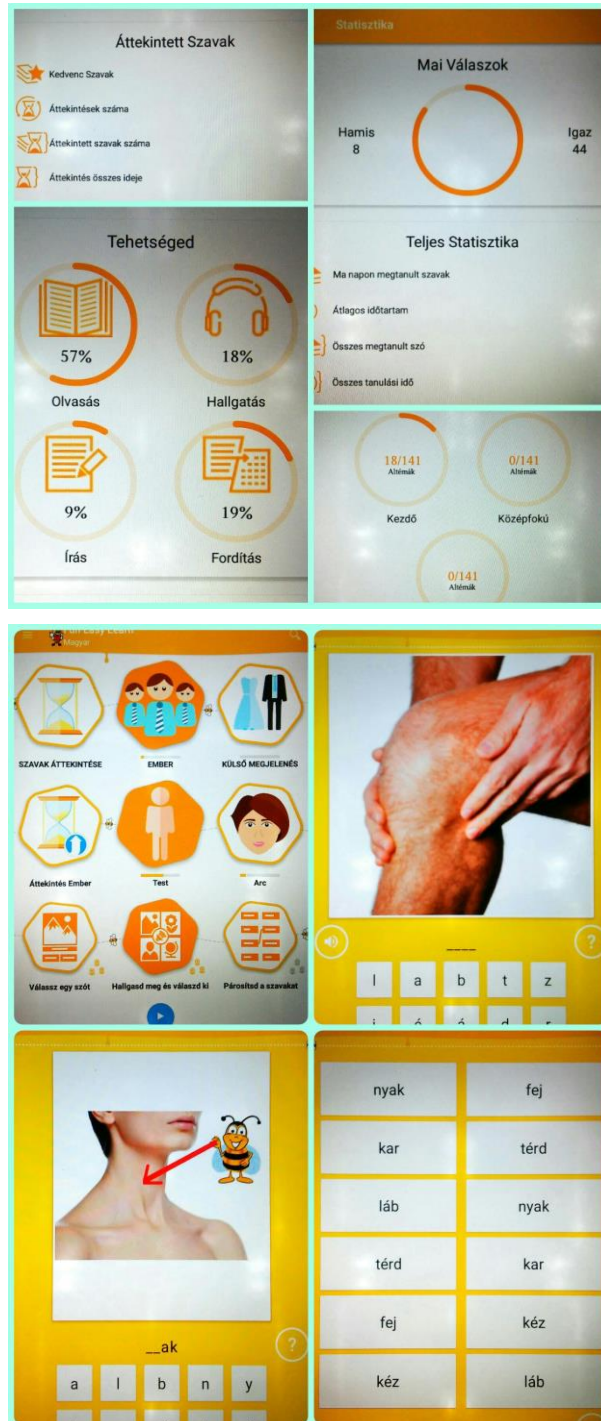 Áttekintett Szavak
Kedvenc Szavak
Áttekintések száma
Áttekintett szavak száma
Áttekintés összes ideje
Statisztika
Mai Válaszok
Hamis
8
Igaz
44
Tehetséged
57%
18%
Olvasás
Hallgatás
9%
19%
Írás
Fordítás
Teljes Statisztika
Ma napon megtanult szavak
Átlagos időtartam
Összes megtanult szó
Összes tanulási idő
18/141
Altémák
0/141
Altémák
Kezdő
Középfokú
0/141
Altémák
Fun Easy Learn
Magyar
SZAVAK ÁTTEKINTÉSE
EMBER
KÜLSŐ MEGJELENÉS
Áttekintés Ember
Test
Arc
Válassz egy szót
Hallgasd meg és válaszd ki
Párosítsd a szavakat
____
?
l a b t z
i é á d r
__ak
?
a l b n y
nyak fej
kar térd
láb nyak
térd kar
fej kéz
kéz láb